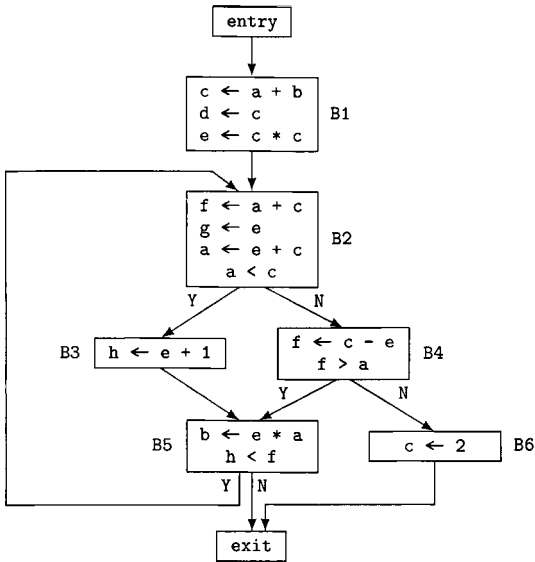 entry
c ← a + b
d ← c
e ← c * c
B1
f ← a + c
g ← e
a ← e + c
a < c
B2
Y
N
B3
h ← e + 1
f ← c - e
f > a
B4
Y
N
B5
b ← e * a
h < f
c ← 2
B6
Y
N
exit